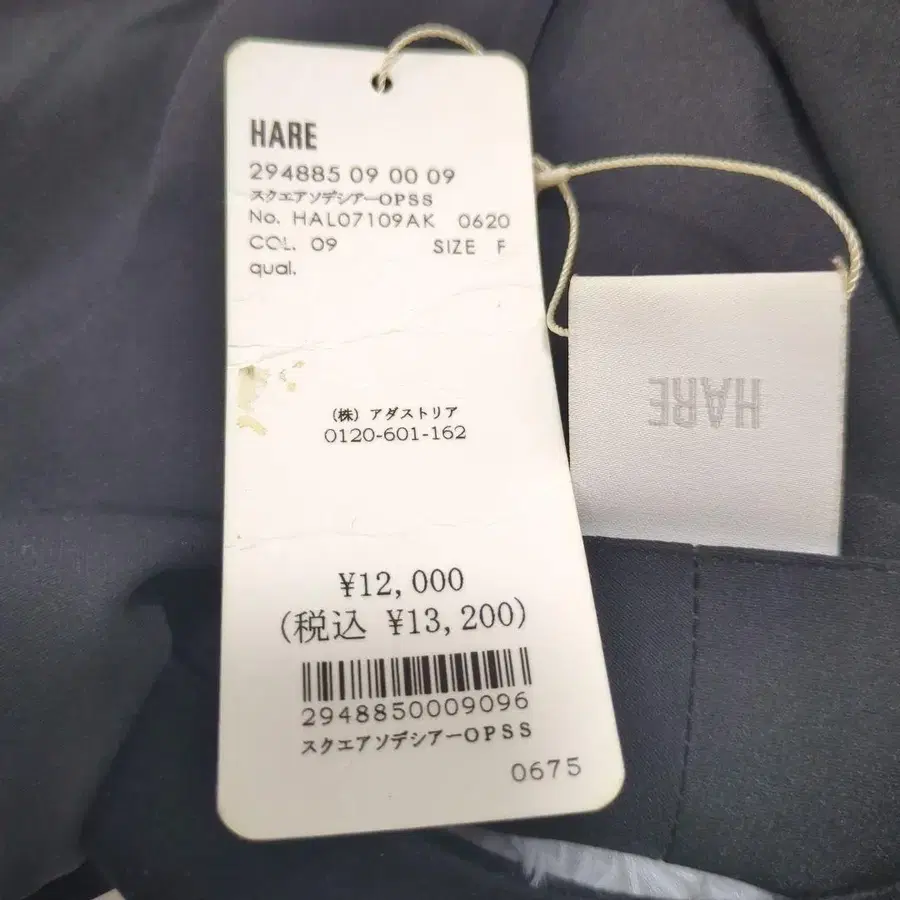 HARE
294885 09 00 09
スクエアソデシアーOPSS
No. HAL07109AK 0620
COL. 09 SIZE F
qual.
(株) アダストリア
0120-601-162
¥12,000
(税込 ¥13,200)
2948850009096
スクエアソデシアーOPSS
0675
HARE